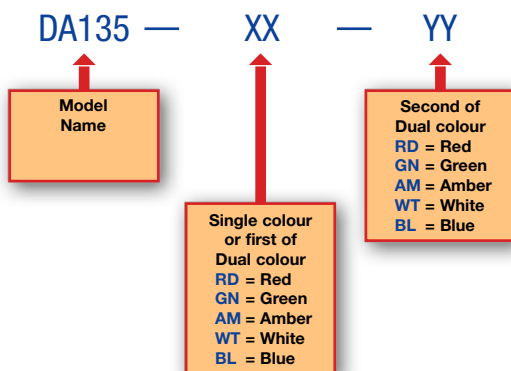 DA135 — XX — YY
Model
Name
Second of
Dual colour
RD = Red
GN = Green
AM = Amber
WT = White
BL = Blue
Single colour
or first of
Dual colour
RD = Red
GN = Green
AM = Amber
WT = White
BL = Blue